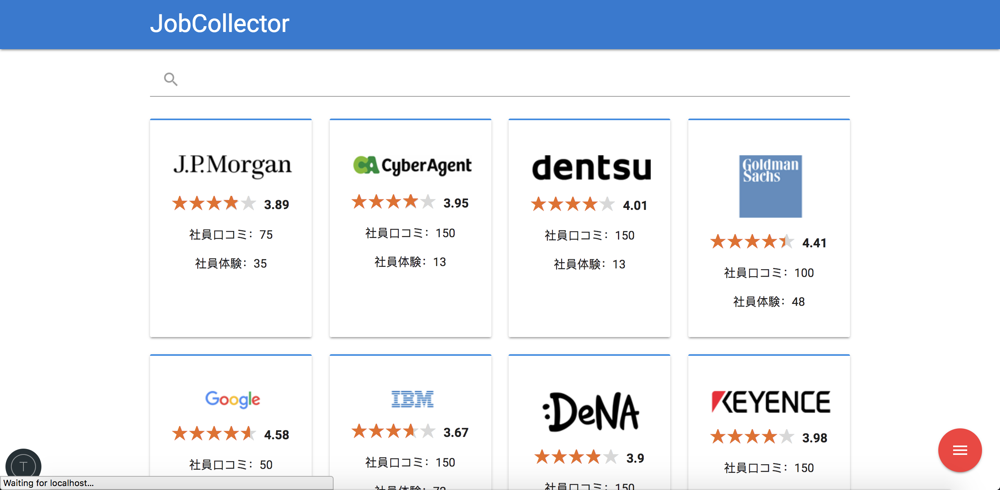 JobCollector
J.P.Morgan
3.89
社員口コミ： 75
社員体験： 35
CA CyberAgent
3.95
社員口コミ： 150
社員体験： 13
dentsu
4.01
社員口コミ： 150
社員体験： 13
Goldman
Sachs
4.41
社員口コミ： 100
社員体験： 48
Google
4.58
社員口コミ： 50
IBM
3.67
社員口コミ： 150
社員体験： 72
:DeNA
3.9
社員口コミ： 150
KEYENCE
3.98
社員口コミ： 150
T
Waiting for localhost...